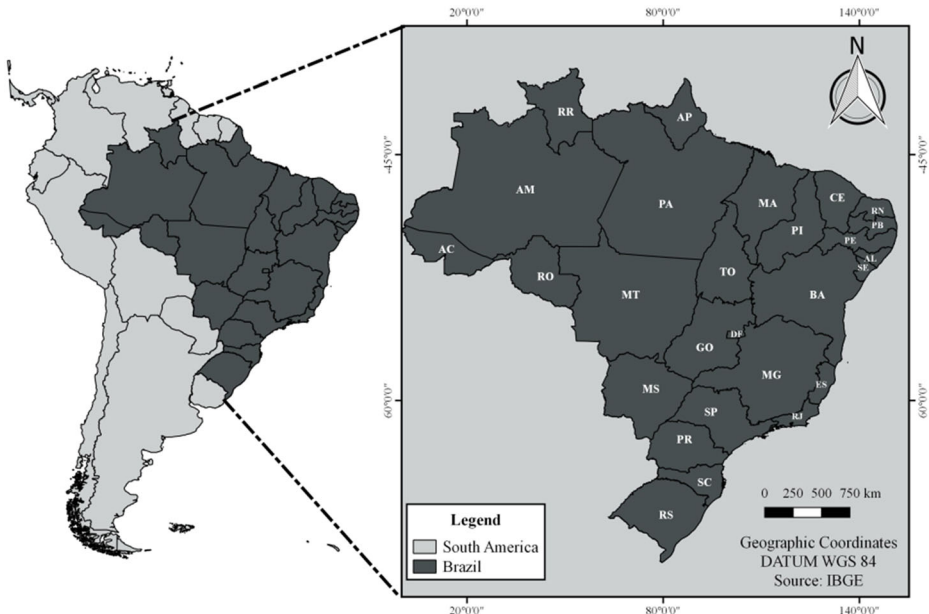 20°0'0" 80°0'0" 140°0'0"
N
RR
AP
-45°0'0" -45°0'0"
AM
PA
MA
CE
RN
PB
PI
PE
AL
SE
AC
RO
TO
MT
BA
DF
GO
MG
MS
ES
SP
RJ
PR
SC
RS
60°0'0" 60°0'0"
0 250 500 750 km
Geographic Coordinates
DATUM WGS 84
Source: IBGE
Legend
South America
Brazil
20°0'0" 80°0'0" 140°0'0"